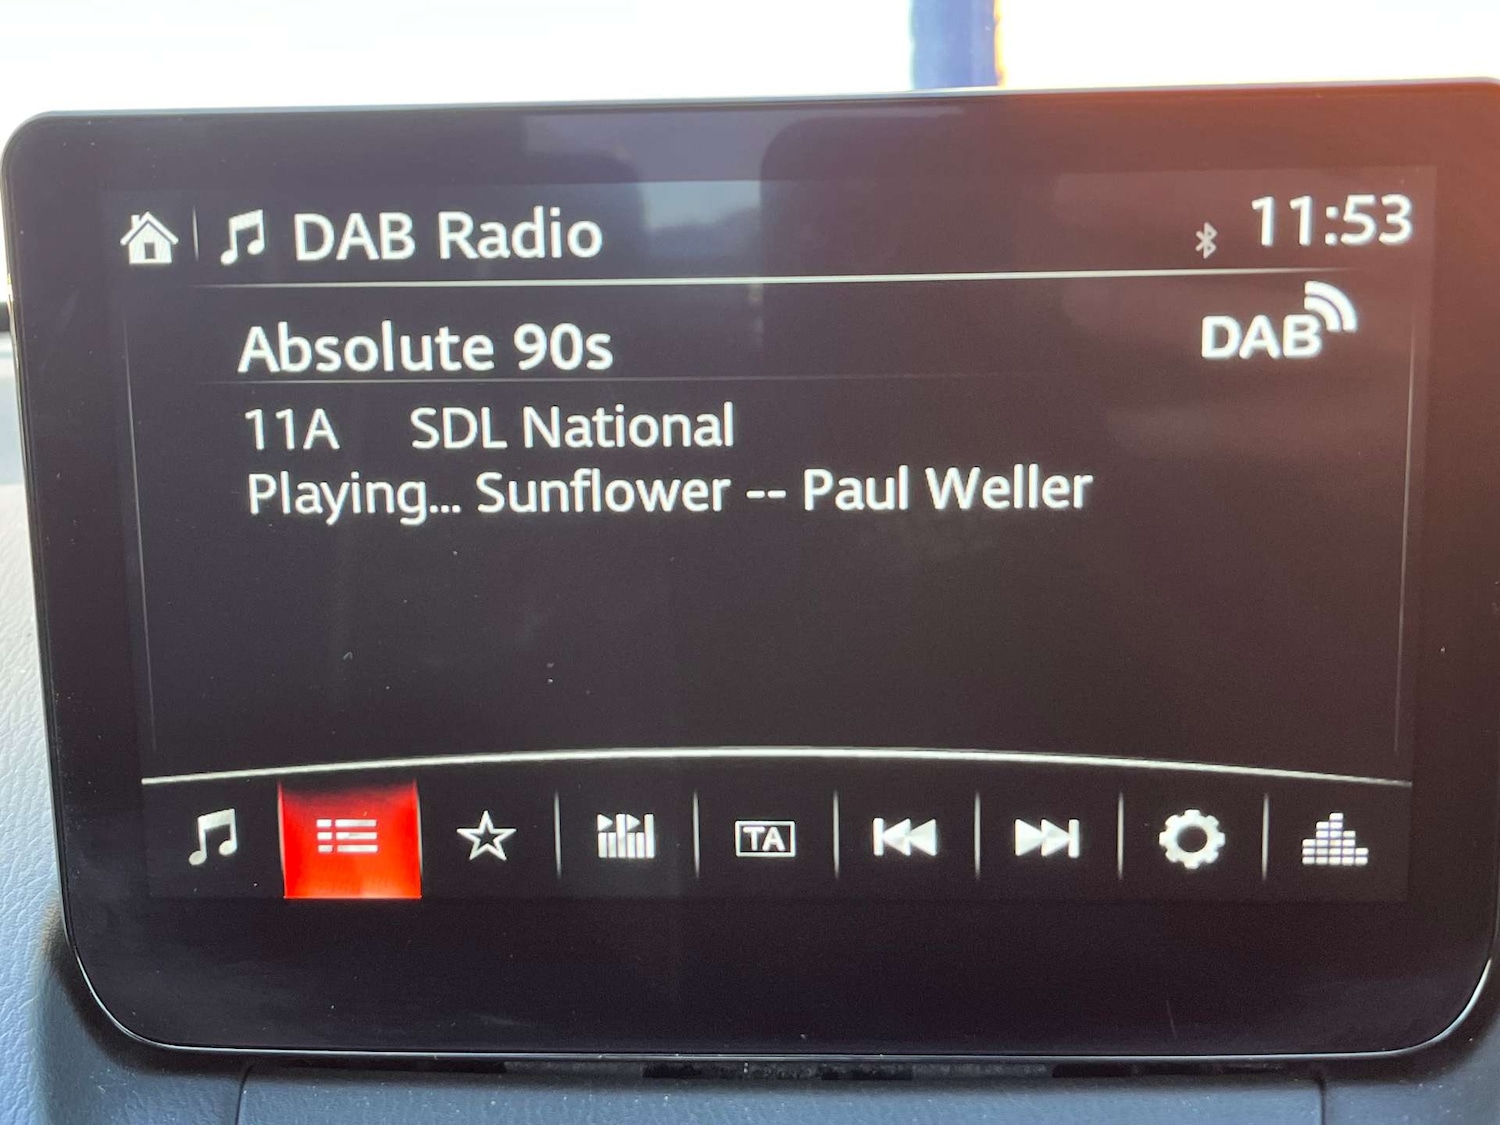 DAB Radio 11:53
Absolute 90s DAB
11A SDL National
Playing... Sunflower -- Paul Weller
TA